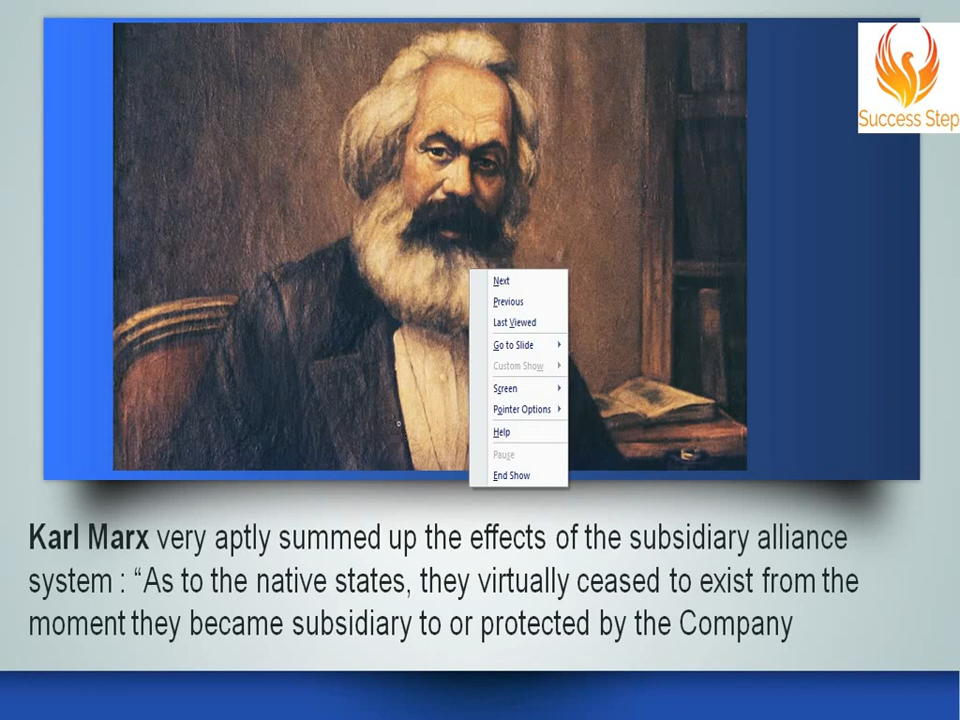 Success Step
Next
Previous
Last Viewed
Go to Slide
Custom Show
Screen
Pointer Options
Help
Pause
End Show
Karl Marx very aptly summed up the effects of the subsidiary alliance
system : “As to the native states, they virtually ceased to exist from the
moment they became subsidiary to or protected by the Company